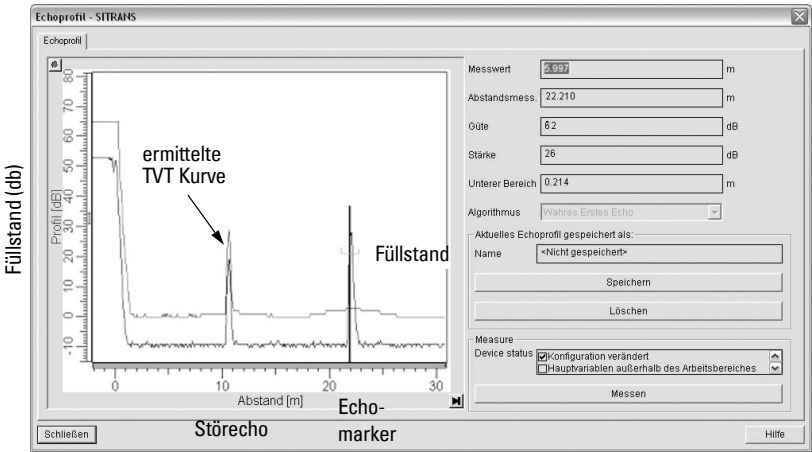 Echoprofil - SITRANS
Echoprofil
Füllstand (db)
Profil [dB]
80
70
60
50
40
30
20
10
0
-10
ermittelte
TVT Kurve
Füllstand
0
10
20
30
Abstand [m]
Störecho
Echo-
marker
Messwert 5.997 m
Abstandsmess. 22.210 m
Güte 62 dB
Stärke 26 dB
Unterer Bereich 0.214 m
Algorithmus Wahres Erstes Echo
Aktuelles Echoprofil gespeichert als:
Name <Nicht gespeichert>
Speichern
Löschen
Measure
Device status Konfiguration verändert
Hauptvariablen außerhalb des Arbeitsbereiches
Messen
Schließen
Hilfe